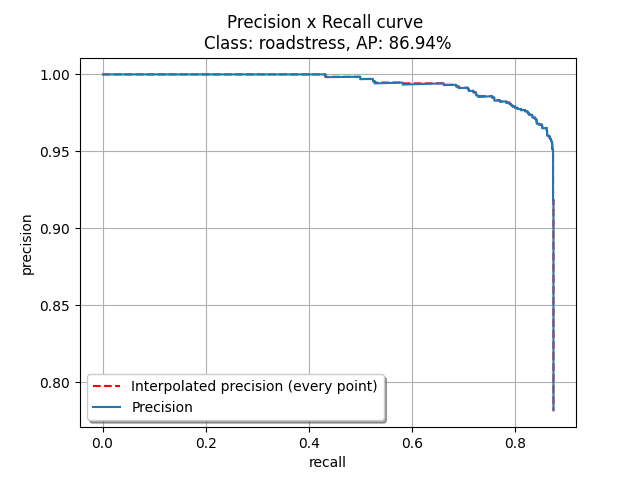 Precision x Recall curve
Class: roadstress, AP: 86.94%
1.00
0.95
0.90
0.85
0.80
precision
Interpolated precision (every point)
Precision
0.0 0.2 0.4 0.6 0.8
recall